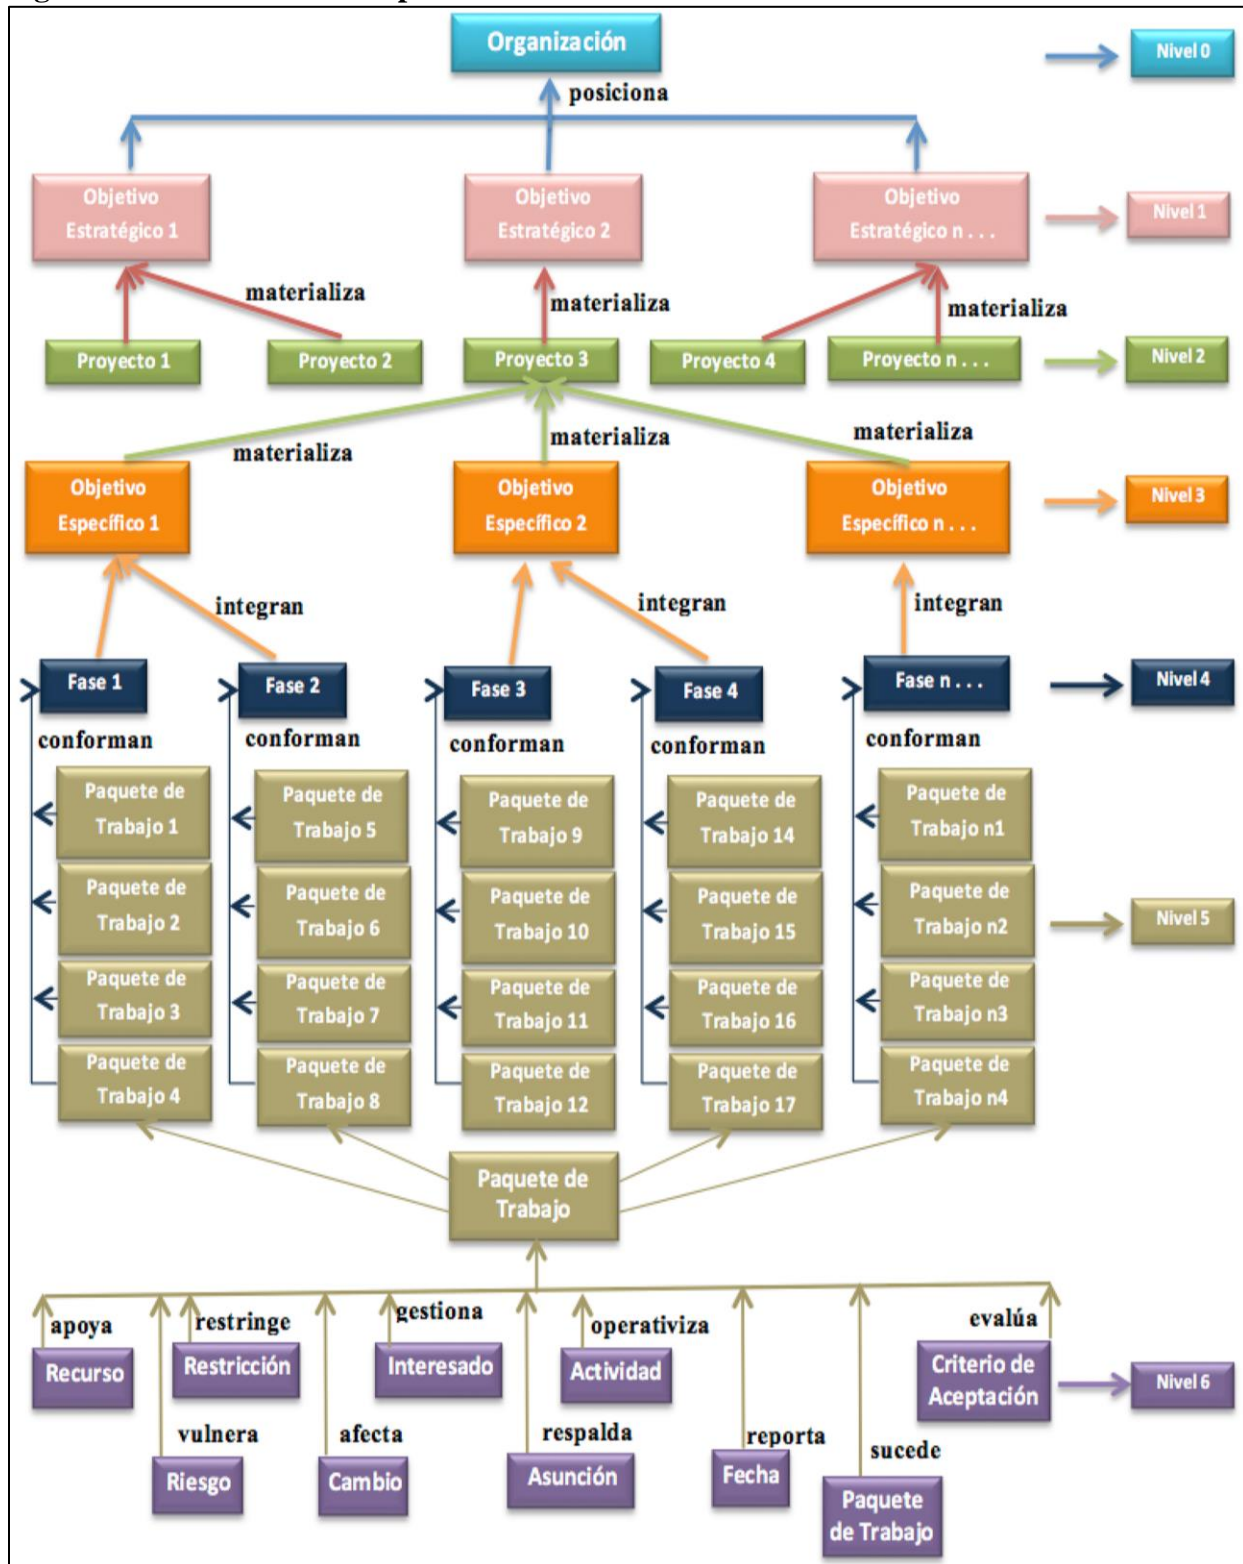 Organización
Nivel 0
posiciona
Objetivo
Estratégico 1
Objetivo
Estratégico 2
Objetivo
Estratégico n . . .
Nivel 1
materializa
materializa
materializa
Proyecto 1
Proyecto 2
Proyecto 3
Proyecto 4
Proyecto n . . .
Nivel 2
materializa
materializa
materializa
Objetivo
Específico 1
Objetivo
Específico 2
Objetivo
Específico n . . .
Nivel 3
integran
integran
integran
Fase 1
Fase 2
Fase 3
Fase 4
Fase n . . .
Nivel 4
conforman
conforman
conforman
conforman
conforman
Paquete de
Trabajo 1
Paquete de
Trabajo 5
Paquete de
Trabajo 9
Paquete de
Trabajo 14
Paquete de
Trabajo n1
Paquete de
Trabajo 2
Paquete de
Trabajo 6
Paquete de
Trabajo 10
Paquete de
Trabajo 15
Paquete de
Trabajo n2
Nivel 5
Paquete de
Trabajo 3
Paquete de
Trabajo 7
Paquete de
Trabajo 11
Paquete de
Trabajo 16
Paquete de
Trabajo n3
Paquete de
Trabajo 4
Paquete de
Trabajo 8
Paquete de
Trabajo 12
Paquete de
Trabajo 17
Paquete de
Trabajo n4
Paquete de
Trabajo
apoya
restringe
gestiona
operativiza
evalúa
Recurso
Restricción
Interesado
Actividad
Criterio de
Aceptación
Nivel 6
vulnera
afecta
respalda
reporta
sucede
Riesgo
Cambio
Asunción
Fecha
Paquete
de Trabajo